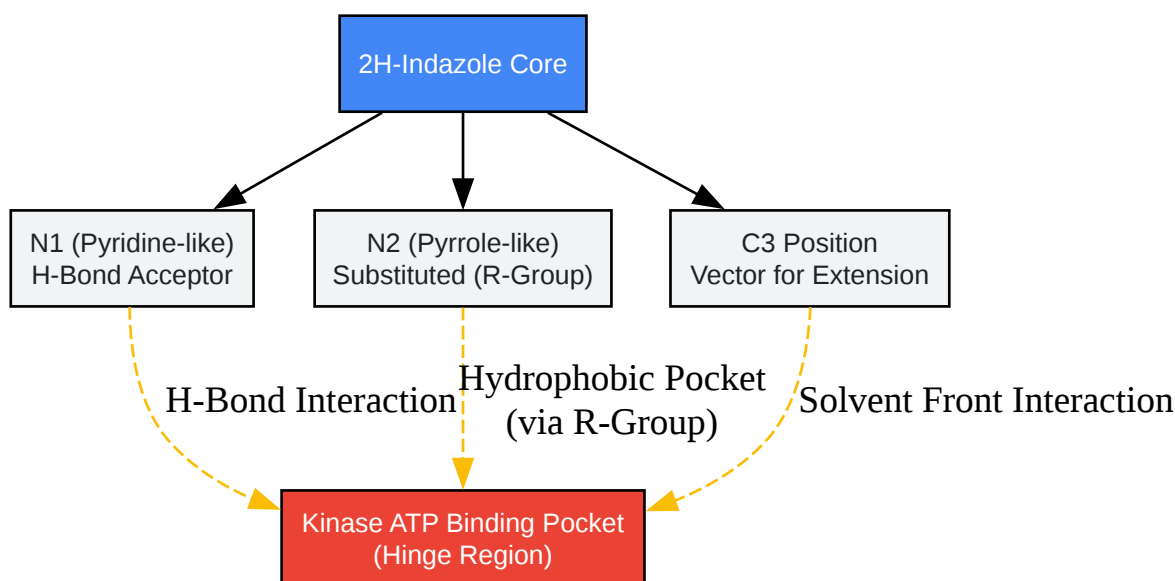 2H-Indazole Core
N1 (Pyridine-like)
H-Bond Acceptor
N2 (Pyrrole-like)
Substituted (R-Group)
C3 Position
Vector for Extension
H-Bond Interaction
Hydrophobic Pocket
(via R-Group)
Solvent Front Interaction
Kinase ATP Binding Pocket
(Hinge Region)